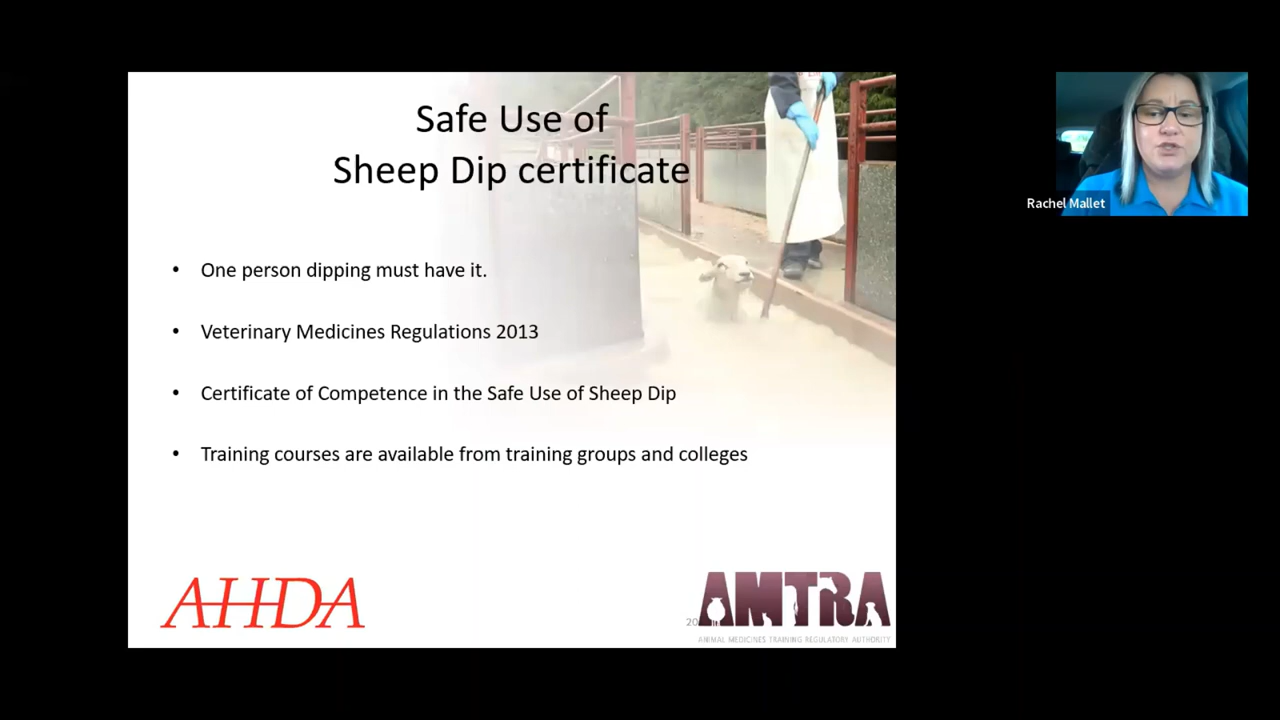 Safe Use of
Sheep Dip certificate
• One person dipping must have it.
• Veterinary Medicines Regulations 2013
• Certificate of Competence in the Safe Use of Sheep Dip
• Training courses are available from training groups and colleges
AHDA
20
AMTRA
ANIMAL MEDICINES TRAINING REGULATORY AUTHORITY
Rachel Mallet